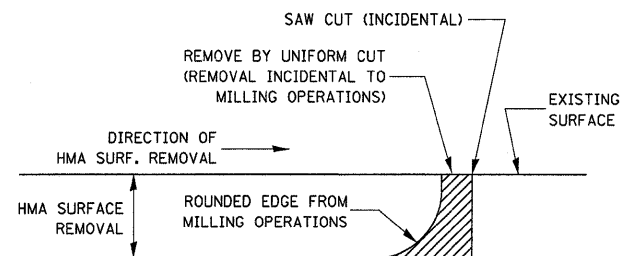 SAW CUT (INCIDENTAL)
REMOVE BY UNIFORM CUT
(REMOVAL INCIDENTAL TO
MILLING OPERATIONS)
EXISTING
SURFACE
DIRECTION OF
HMA SURF. REMOVAL
HMA SURFACE
REMOVAL
ROUNDED EDGE FROM
MILLING OPERATIONS